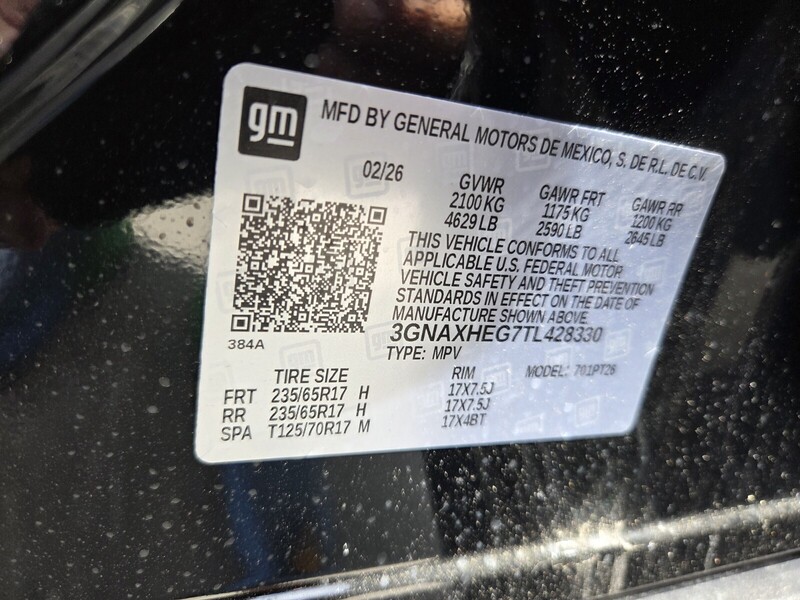 gm
MFD BY GENERAL MOTORS DE MEXICO, S. DE R.L. DE C.V.
02/26 GVWR GAWR FRT GAWR RR
2100 KG 1175 KG 1200 KG
4629 LB 2590 LB 2645 LB
THIS VEHICLE CONFORMS TO ALL
APPLICABLE U.S. FEDERAL MOTOR
VEHICLE SAFETY AND THEFT PREVENTION
STANDARDS IN EFFECT ON THE DATE OF
MANUFACTURE SHOWN ABOVE.
3GNAXHEG7TL428330
384A
TYPE: MPV MODEL: 701PT26
TIRE SIZE RIM
FRT 235/65R17 H 17X7.5J
RR 235/65R17 H 17X7.5J
SPA T125/70R17 M 17X4BT